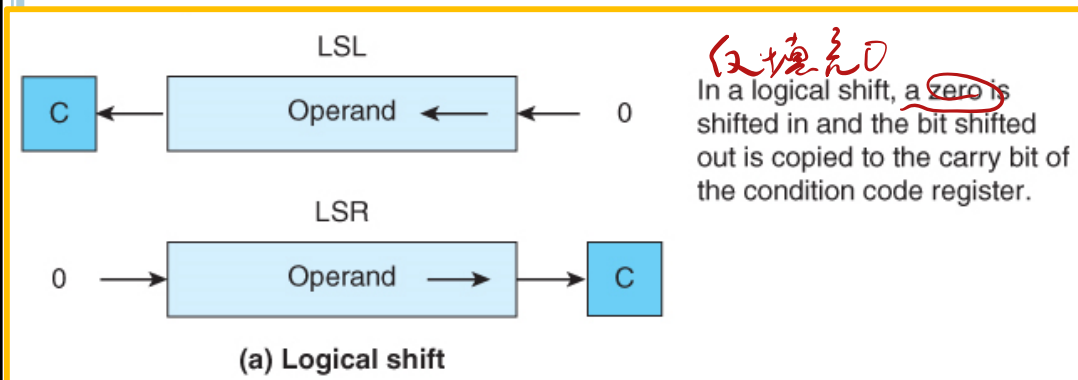 LSL
C
Operand
0
仅填充0
In a logical shift, a zero is
shifted in and the bit shifted
out is copied to the carry bit of
the condition code register.
LSR
0
Operand
C
(a) Logical shift